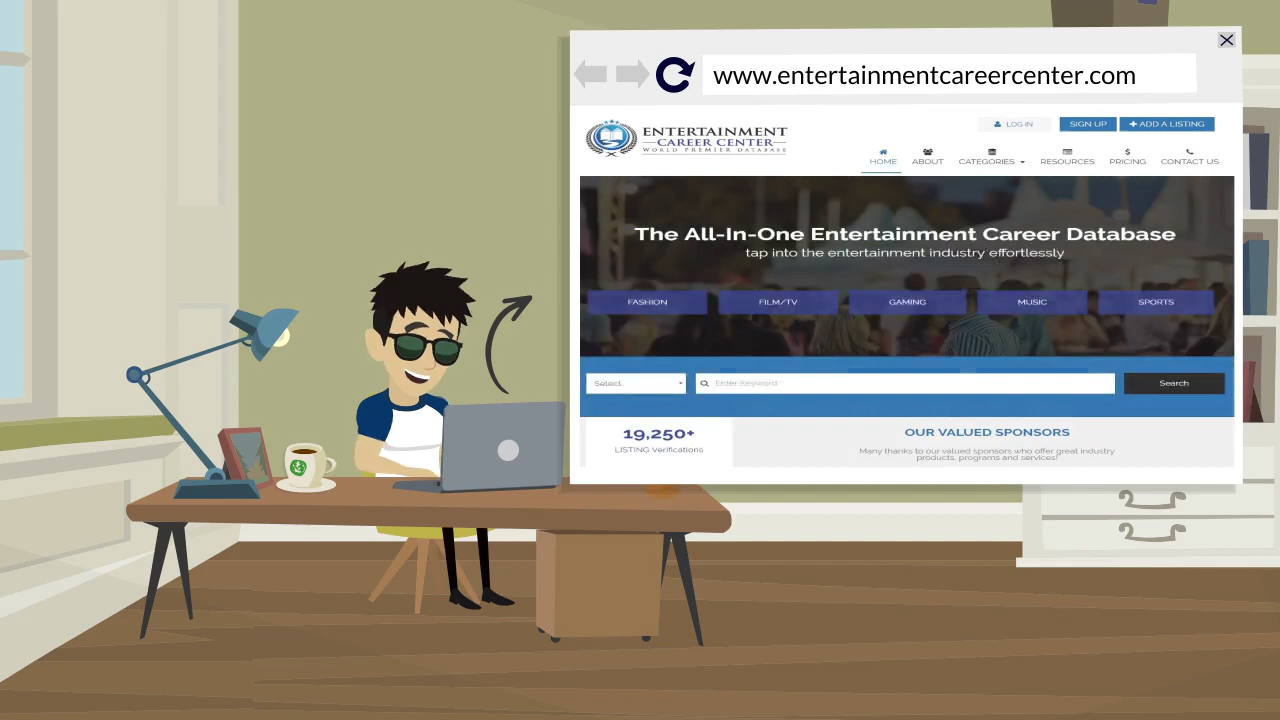 www.entertainmentcareercenter.com
ENTERTAINMENT
CAREER CENTER
WORLD PREMIER DATABASE
LOG IN
SIGN UP
ADD A LISTING
HOME
ABOUT
CATEGORIES
RESOURCES
PRICING
CONTACT US
The All-In-One Entertainment Career Database
tap into the entertainment industry effortlessly
FASHION
FILM/TV
GAMING
MUSIC
SPORTS
Select.
Enter Keyword
Search
19,250+
LISTING Verifications
OUR VALUED SPONSORS
Many thanks to our valued sponsors who offer great industry
products, programs and services!